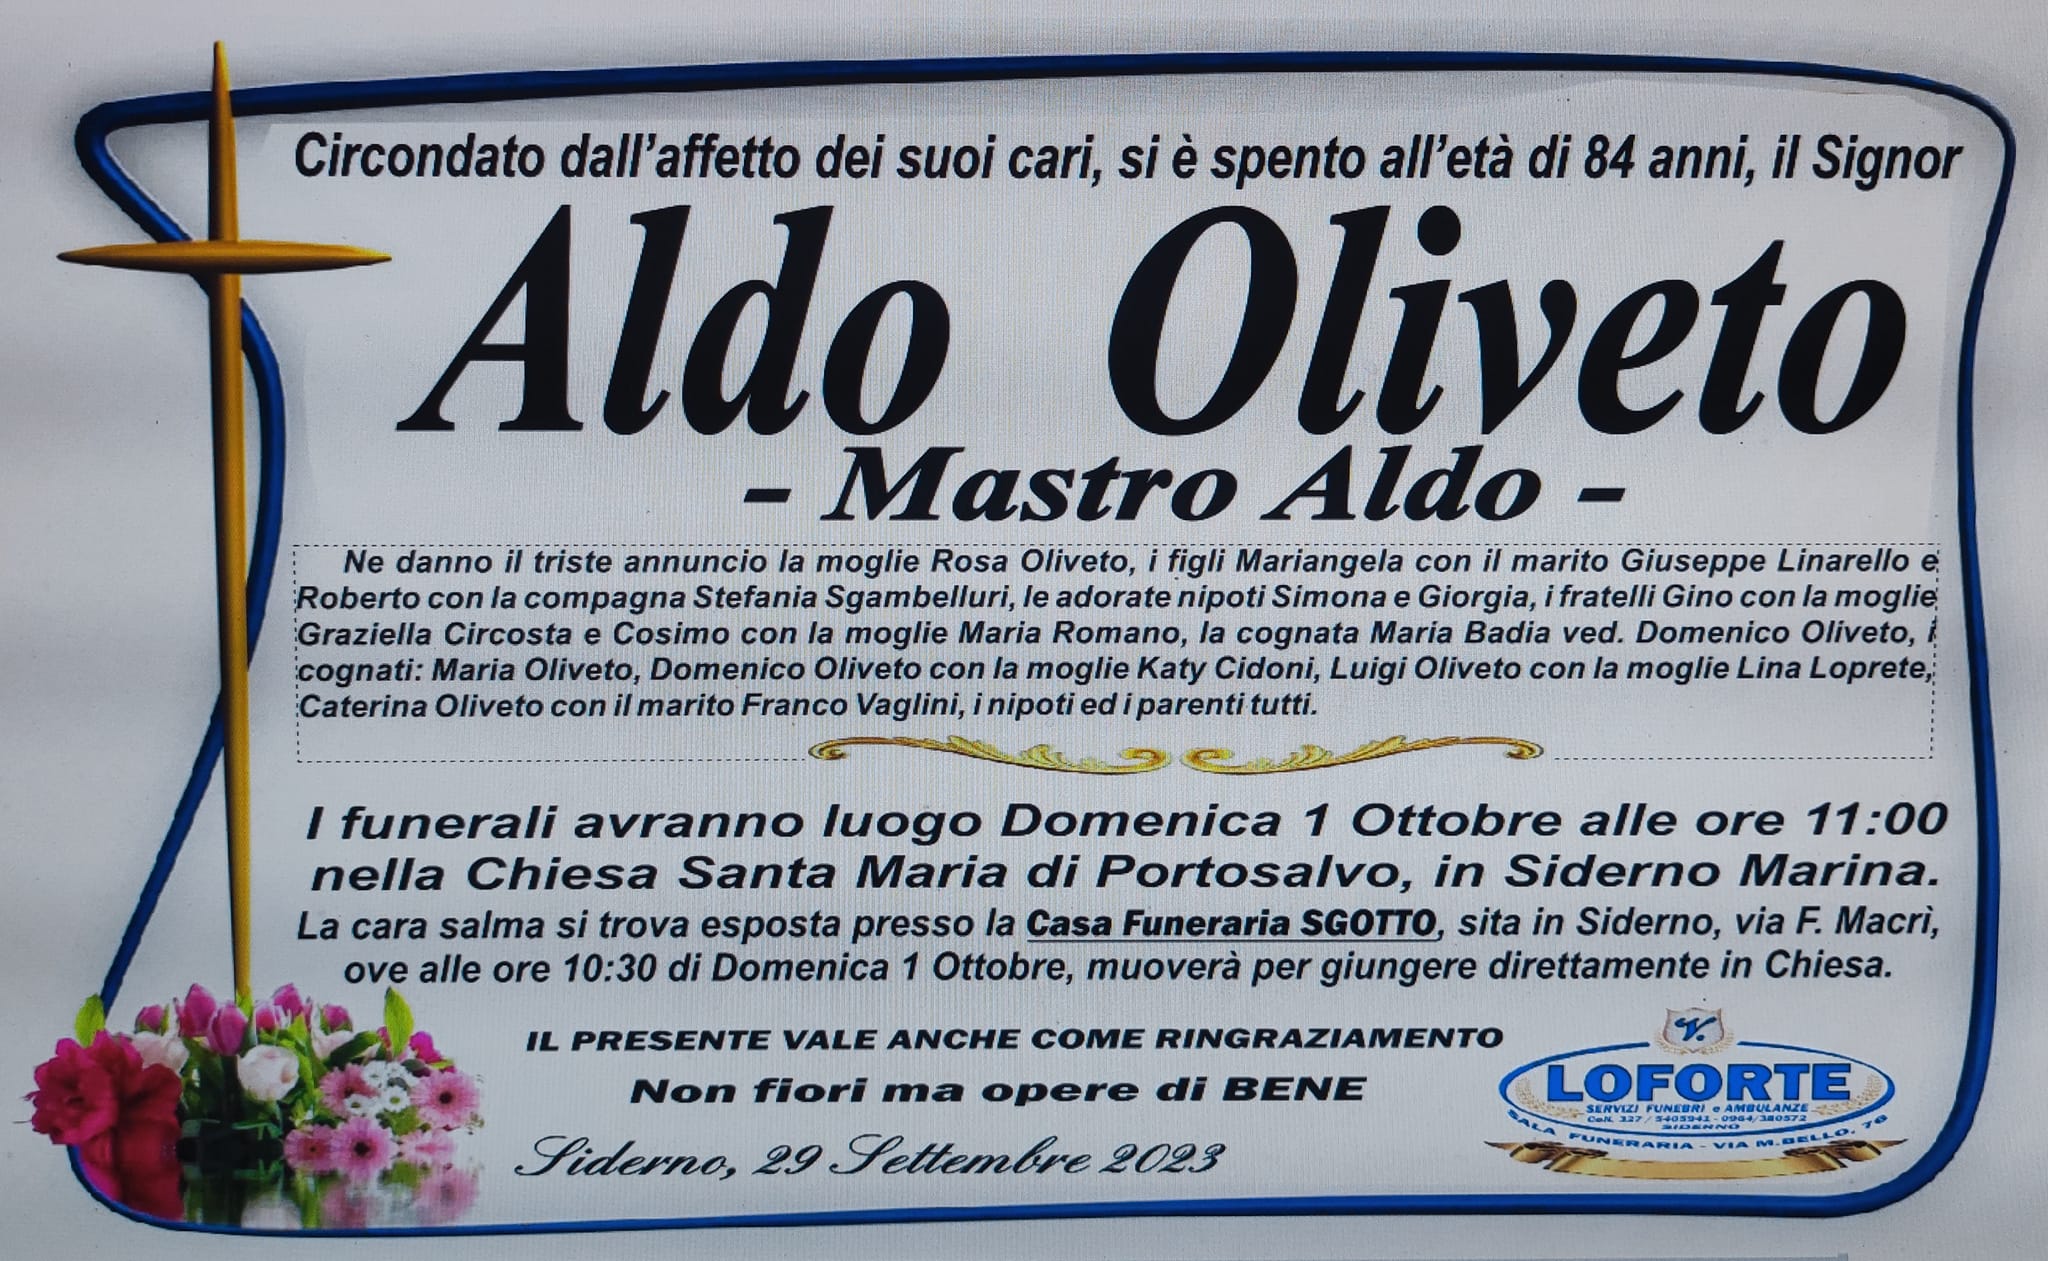 Circondato dall'affetto dei suoi cari, si è spento all'età di 84 anni, il Signor
Aldo Oliveto
- Mastro Aldo -
Ne danno il triste annuncio la moglie Rosa Oliveto, i figli Mariangela con il marito Giuseppe Linarello e
Roberto con la compagna Stefania Sgambelluri, le adorate nipoti Simona e Giorgia, i fratelli Gino con la moglie
Graziella Circosta e Cosimo con la moglie Maria Romano, la cognata Maria Badia ved. Domenico Oliveto, i
cognati: Maria Oliveto, Domenico Oliveto con la moglie Katy Cidoni, Luigi Oliveto con la moglie Lina Loprete,
Caterina Oliveto con il marito Franco Vaglini, i nipoti ed i parenti tutti.
I funerali avranno luogo Domenica 1 Ottobre alle ore 11:00
nella Chiesa Santa Maria di Portosalvo, in Siderno Marina.
La cara salma si trova esposta presso la Casa Funeraria SGOTTO, sita in Siderno, via F. Macrì,
ove alle ore 10:30 di Domenica 1 Ottobre, muoverà per giungere direttamente in Chiesa.
IL PRESENTE VALE ANCHE COME RINGRAZIAMENTO
Non fiori ma opere di BENE
Siderno, 29 Settembre 2023
V.
LOFORTE
SERVIZI FUNEBRI e AMBULANZE
Cell. 327 / 5405941 - 0964/380572
SIDERNO
SALA FUNERARIA - VIA M.BELLO, 76